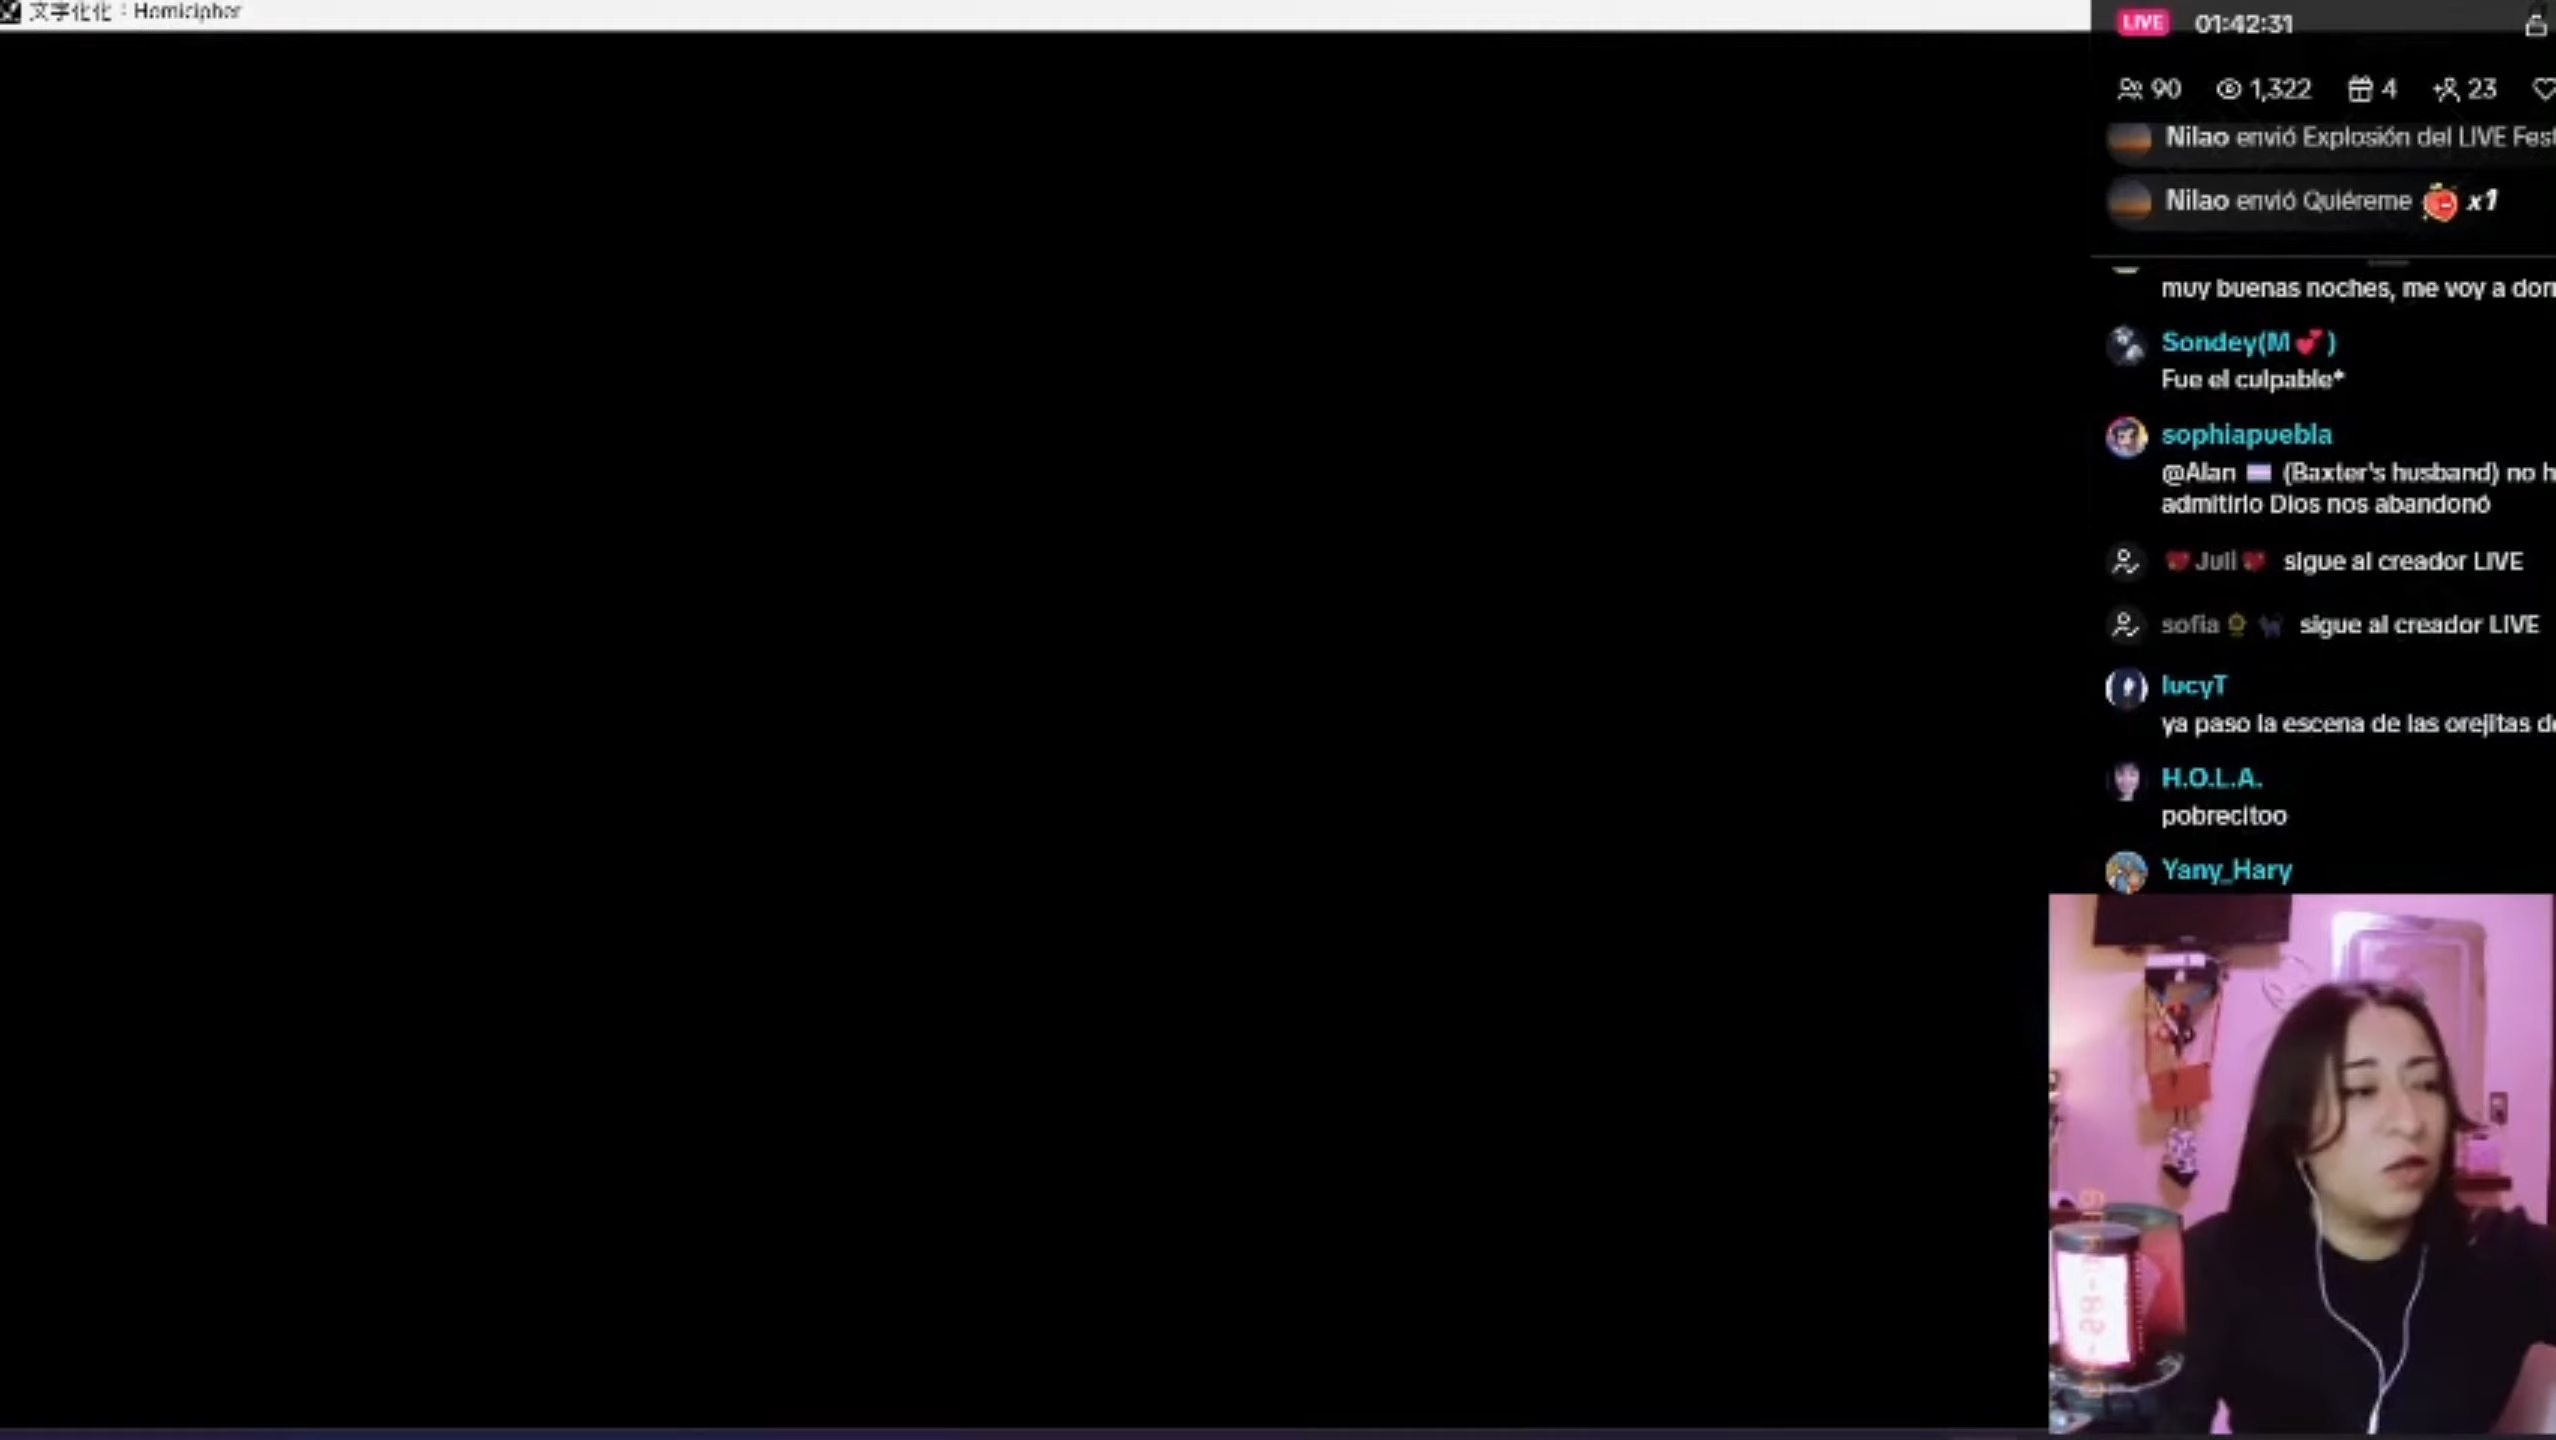 文字化化：Homicipher
LIVE 01:42:31
90 1,322 4 23
Nilao envió Explosión del LIVE Fest
Nilao envió Quiéreme x1
muy buenas noches, me voy a dorm
Sondey(M💕)
Fue el culpable*
sophiapuebla
@Alan (Baxter's husband) no h
admitirlo Dios nos abandonó
Juli sigue al creador LIVE
sofia sigue al creador LIVE
lucyT
ya paso la escena de las orejitas de
H.O.L.A.
pobrecitoo
Yany_Hary